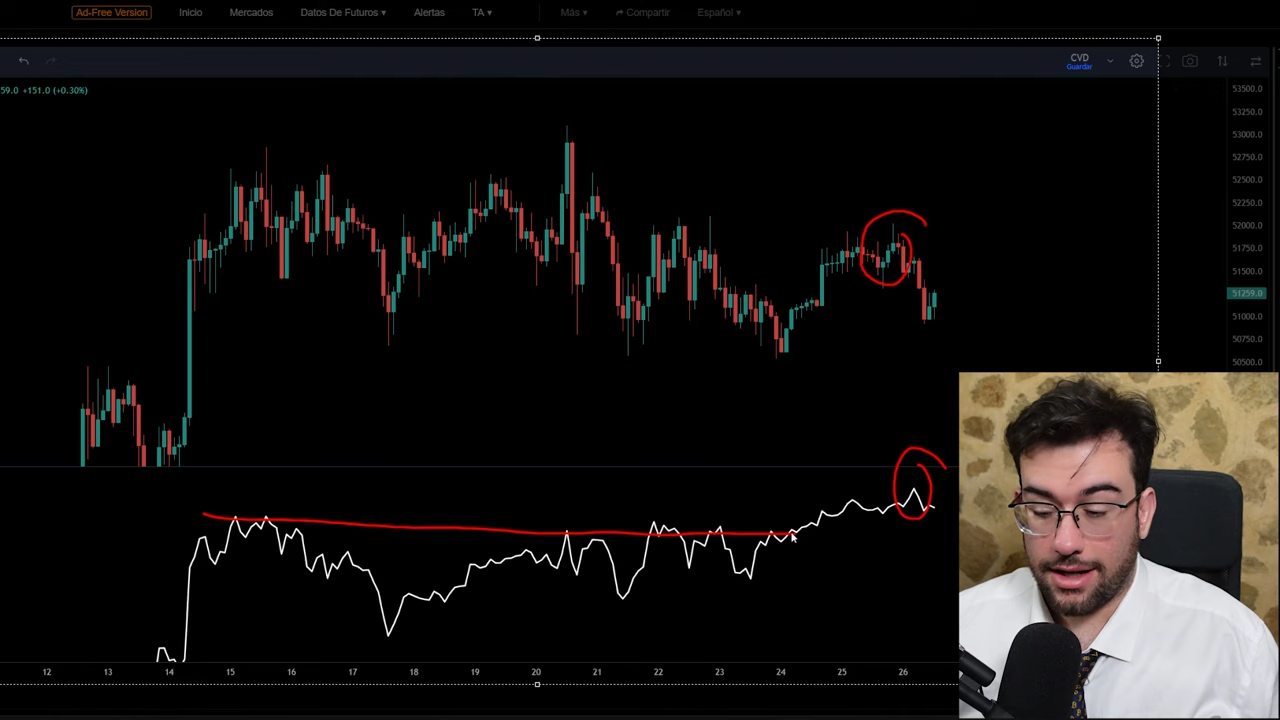 Ad-Free Version Inicio Mercados Datos De Futuros ▾ Alertas TA ▾ Más ▾ Compartir Español ▾
CVD
Guardar
59.0 +151.0 (+0.30%)
53500.0
53250.0
53000.0
52750.0
52500.0
52250.0
52000.0
51750.0
51500.0
51259.0
51000.0
50750.0
50500.0
12 13 14 15 16 17 18 19 20 21 22 23 24 25 26